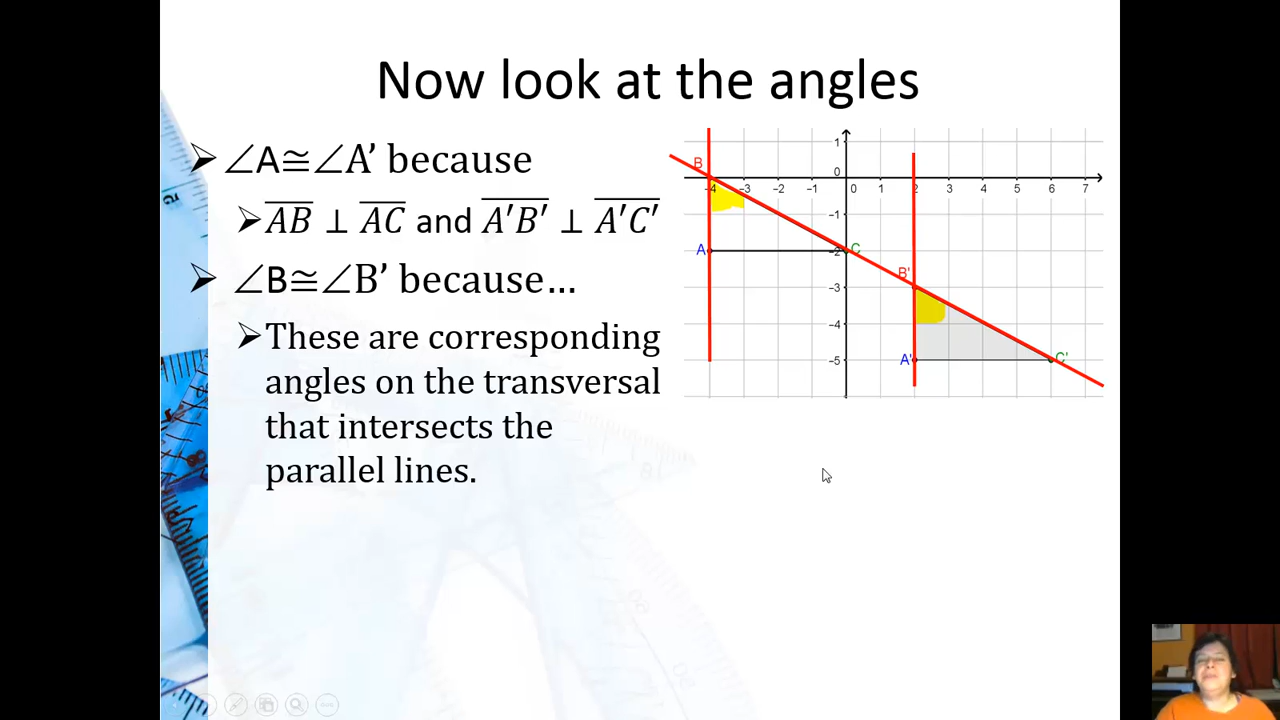 Now look at the angles
➢ ∠A≅∠A’ because
➢ AB ⊥ AC and A′B′ ⊥ A′C′
➢ ∠B≅∠B’ because…
➢ These are corresponding
angles on the transversal
that intersects the
parallel lines.
1
B
0
-4 -3 -2 -1 0 1 2 3 4 5 6 7
-1
A -2 C
B'
-3
-4
A' -5 C'